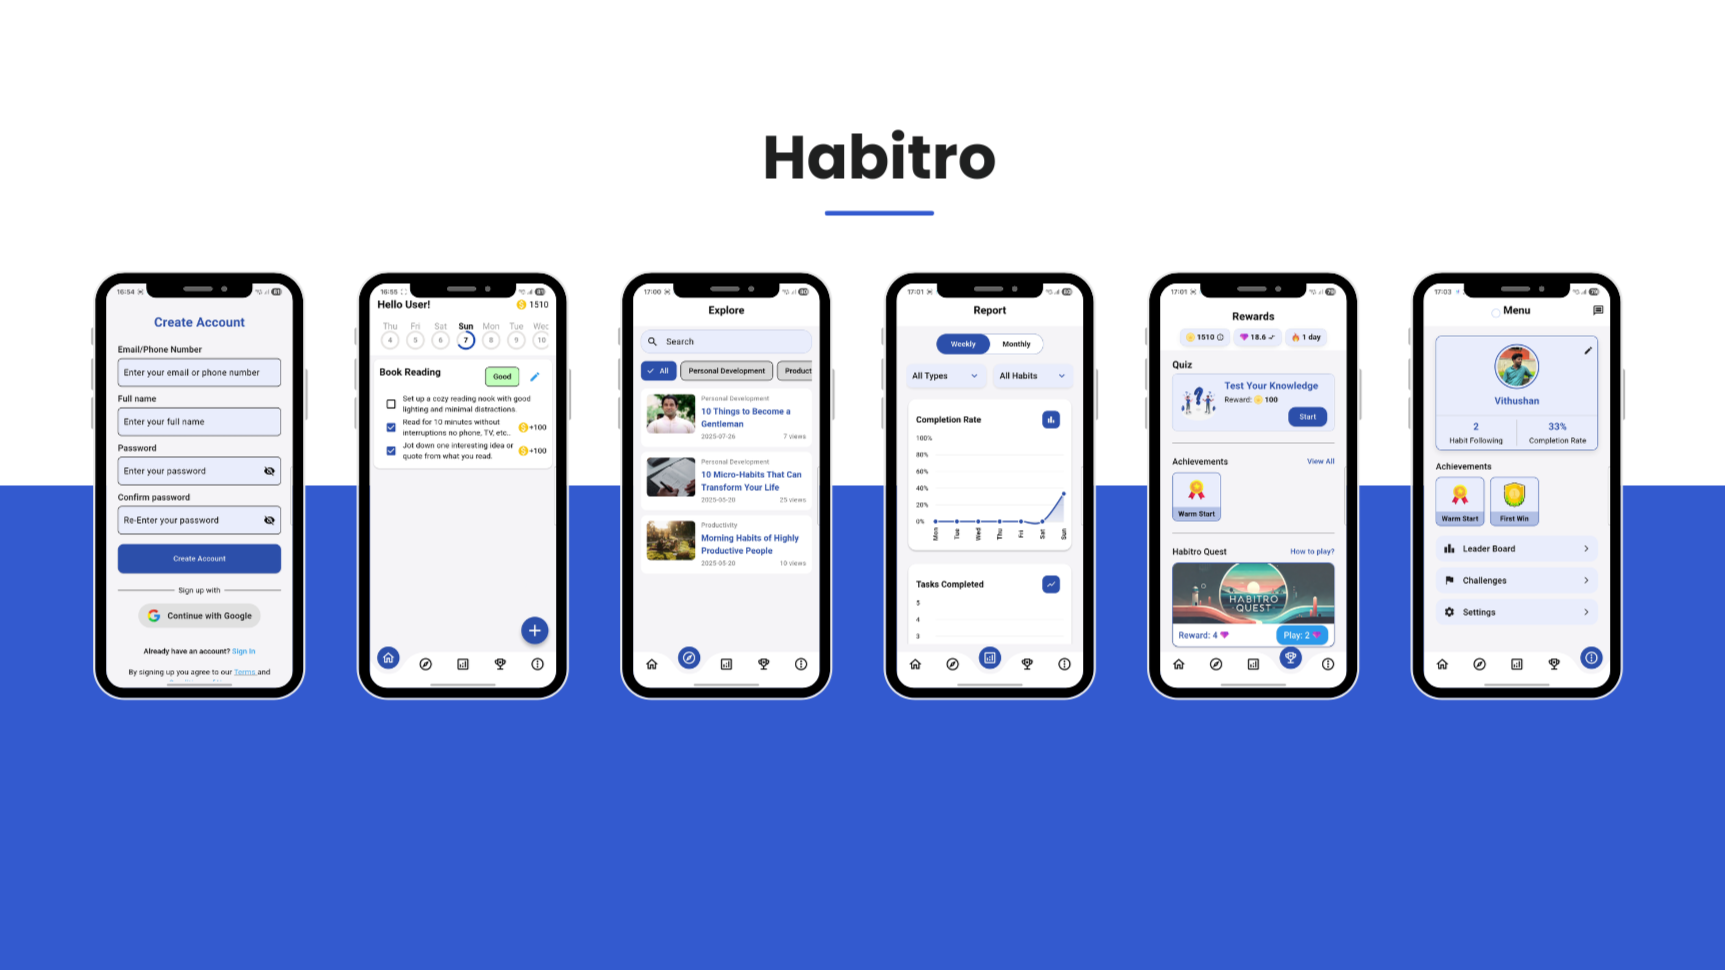 Habitro
16:54
Create Account
Email/Phone Number
Enter your email or phone number
Full name
Enter your full name
Password
Enter your password
Confirm password
Re-Enter your password
Create Account
Sign up with
Continue with Google
Already have an account? Sign In
By signing up you agree to our Terms and
16:55
Hello User!
1510
Thu Fri Sat Sun Mon Tue Wed
4 5 6 7 8 9 10
Book Reading
Good
Set up a cozy reading nook with good
lighting and minimal distractions.
Read for 10 minutes without
interruptions no phone, TV, etc..
+100
Jot down one interesting idea or
quote from what you read.
+100
17:00
Explore
Search
All
Personal Development
Product
Personal Development
10 Things to Become a
Gentleman
2025-07-26
7 views
Personal Development
10 Micro-Habits That Can
Transform Your Life
2025-05-20
25 views
Productivity
Morning Habits of Highly
Productive People
2025-05-20
10 views
17:01
Report
Weekly
Monthly
All Types
All Habits
Completion Rate
100%
80%
60%
40%
20%
0%
Mon Tue Wed Thu Fri Sat Sun
Tasks Completed
5
4
3
17:01
Rewards
1510
18.6
1 day
Quiz
Test Your Knowledge
Reward: 100
Start
Achievements
View All
Warm Start
Habitro Quest
How to play?
HABITRO
QUEST
Reward: 4
Play: 2
17:03
Menu
Vithushan
2
Habit Following
33%
Completion Rate
Achievements
Warm Start
First Win
Leader Board
Challenges
Settings